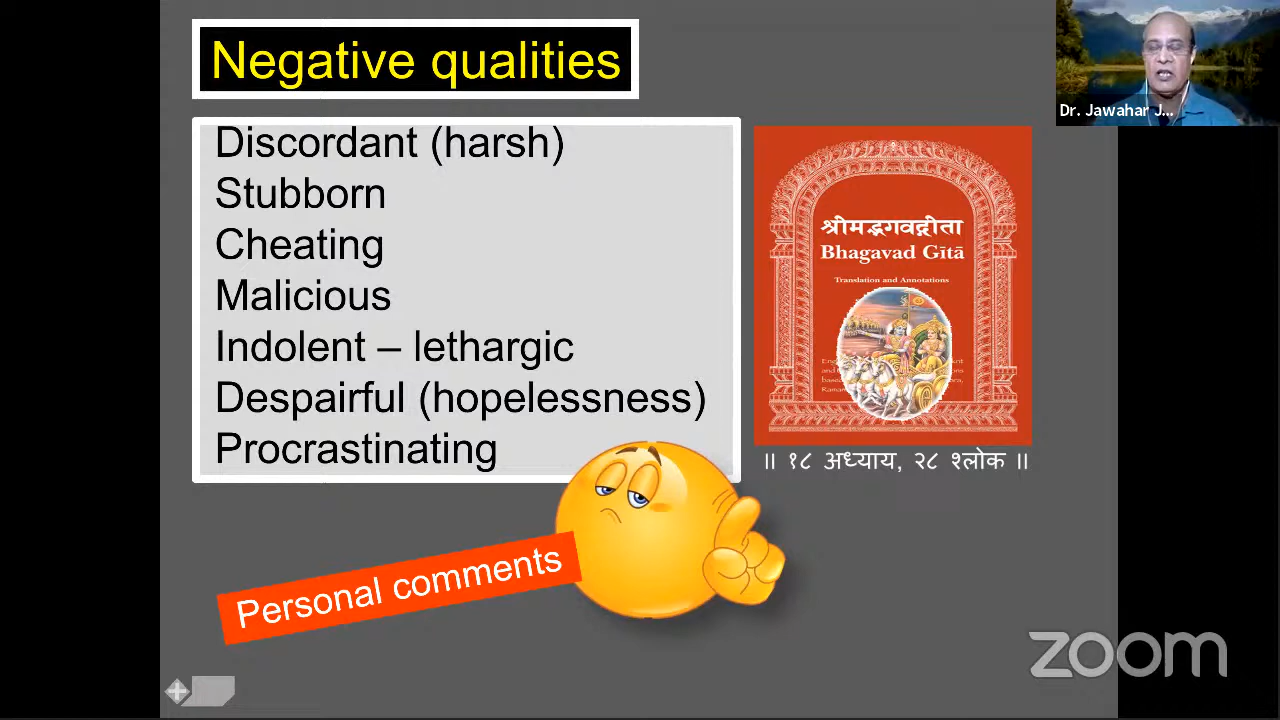 Negative qualities
Dr. Jawahar J...
Discordant (harsh)
Stubborn
Cheating
Malicious
Indolent – lethargic
Despairful (hopelessness)
Procrastinating
श्रीमद्भगवद्गीता
Bhagavad Gītā
Translation and Annotations
॥ १८ अध्याय, २८ श्लोक ॥
Personal comments
zoom